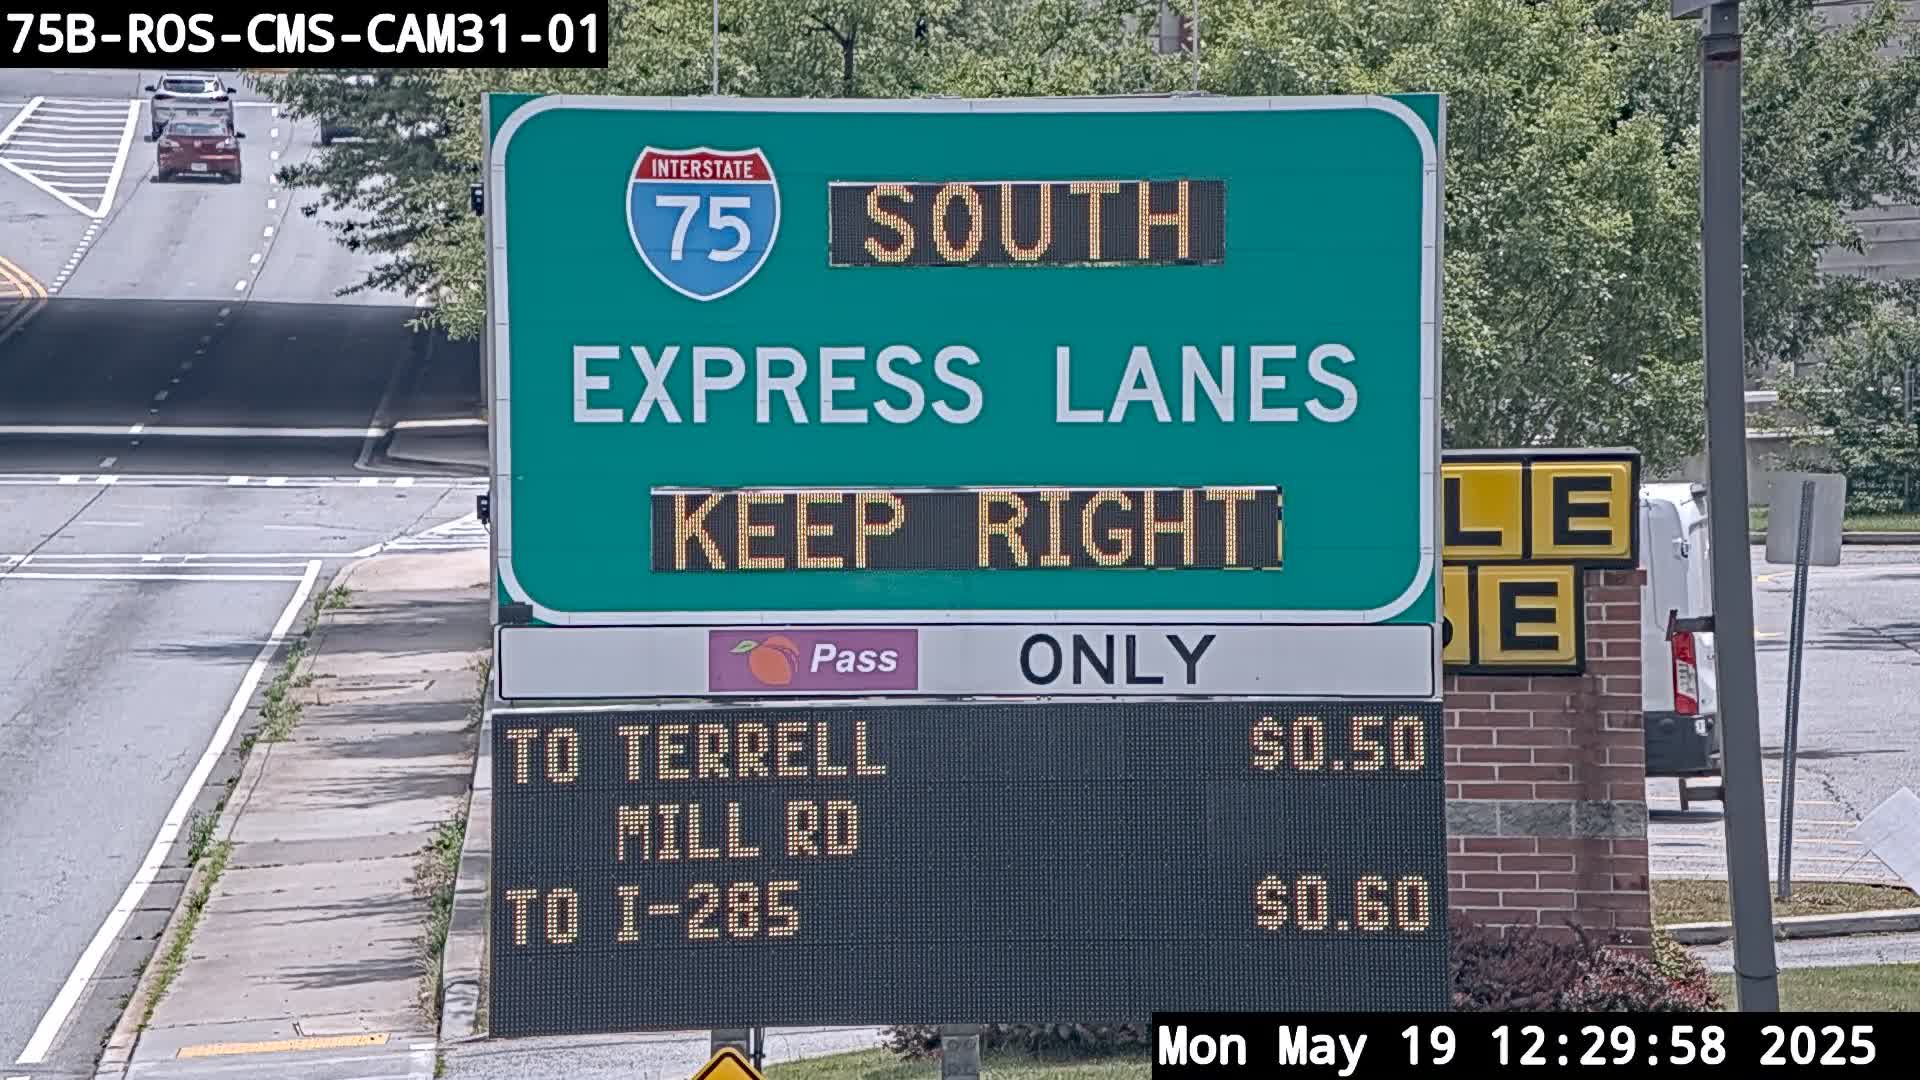 75B-ROS-CMS-CAM31-01
INTERSTATE
75
SOUTH
EXPRESS LANES
KEEP RIGHT
LE
E
Pass ONLY
TO TERRELL $0.50
MILL RD
TO I-285 $0.60
Mon May 19 12:29:58 2025